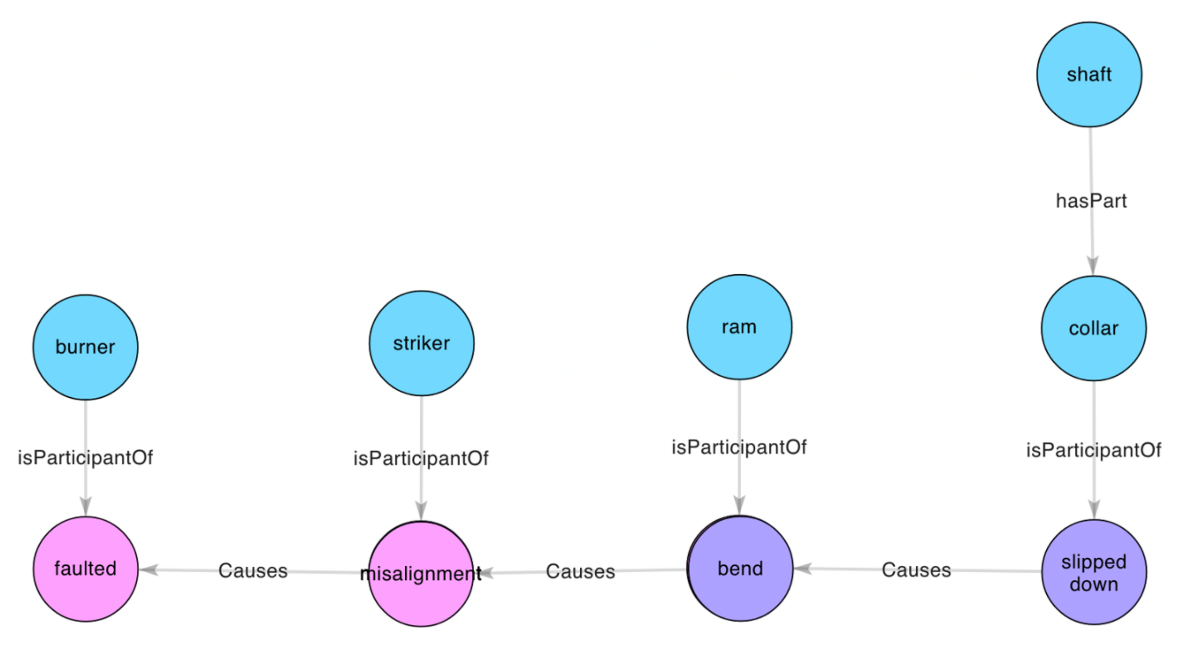 shaft
hasPart
burner
striker
ram
collar
isParticipantOf
isParticipantOf
isParticipantOf
isParticipantOf
faulted
Causes
misalignment
Causes
bend
Causes
slipped
down